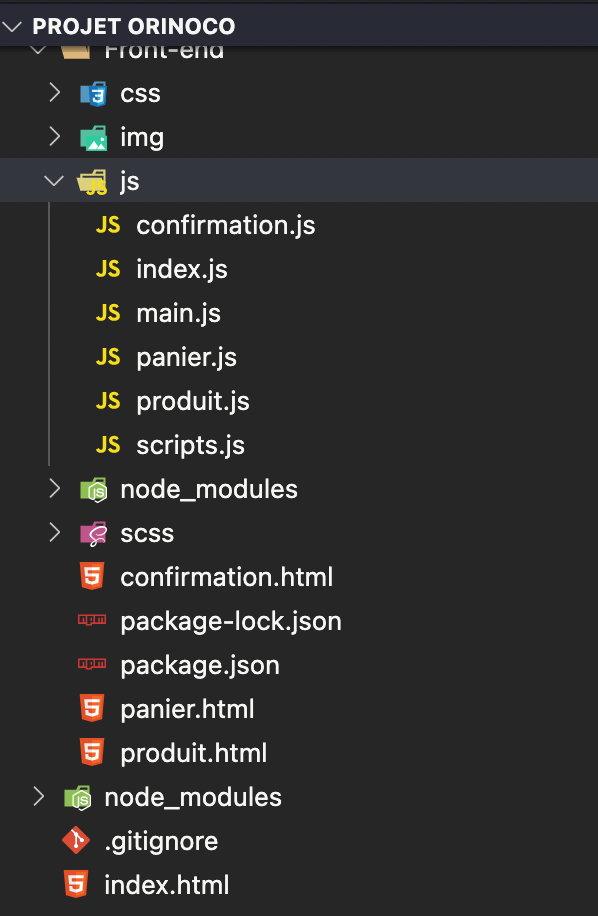 PROJET ORINOCO
Front-end
css
img
js
JS confirmation.js
JS index.js
JS main.js
JS panier.js
JS produit.js
JS scripts.js
node_modules
scss
confirmation.html
package-lock.json
package.json
panier.html
produit.html
node_modules
.gitignore
index.html